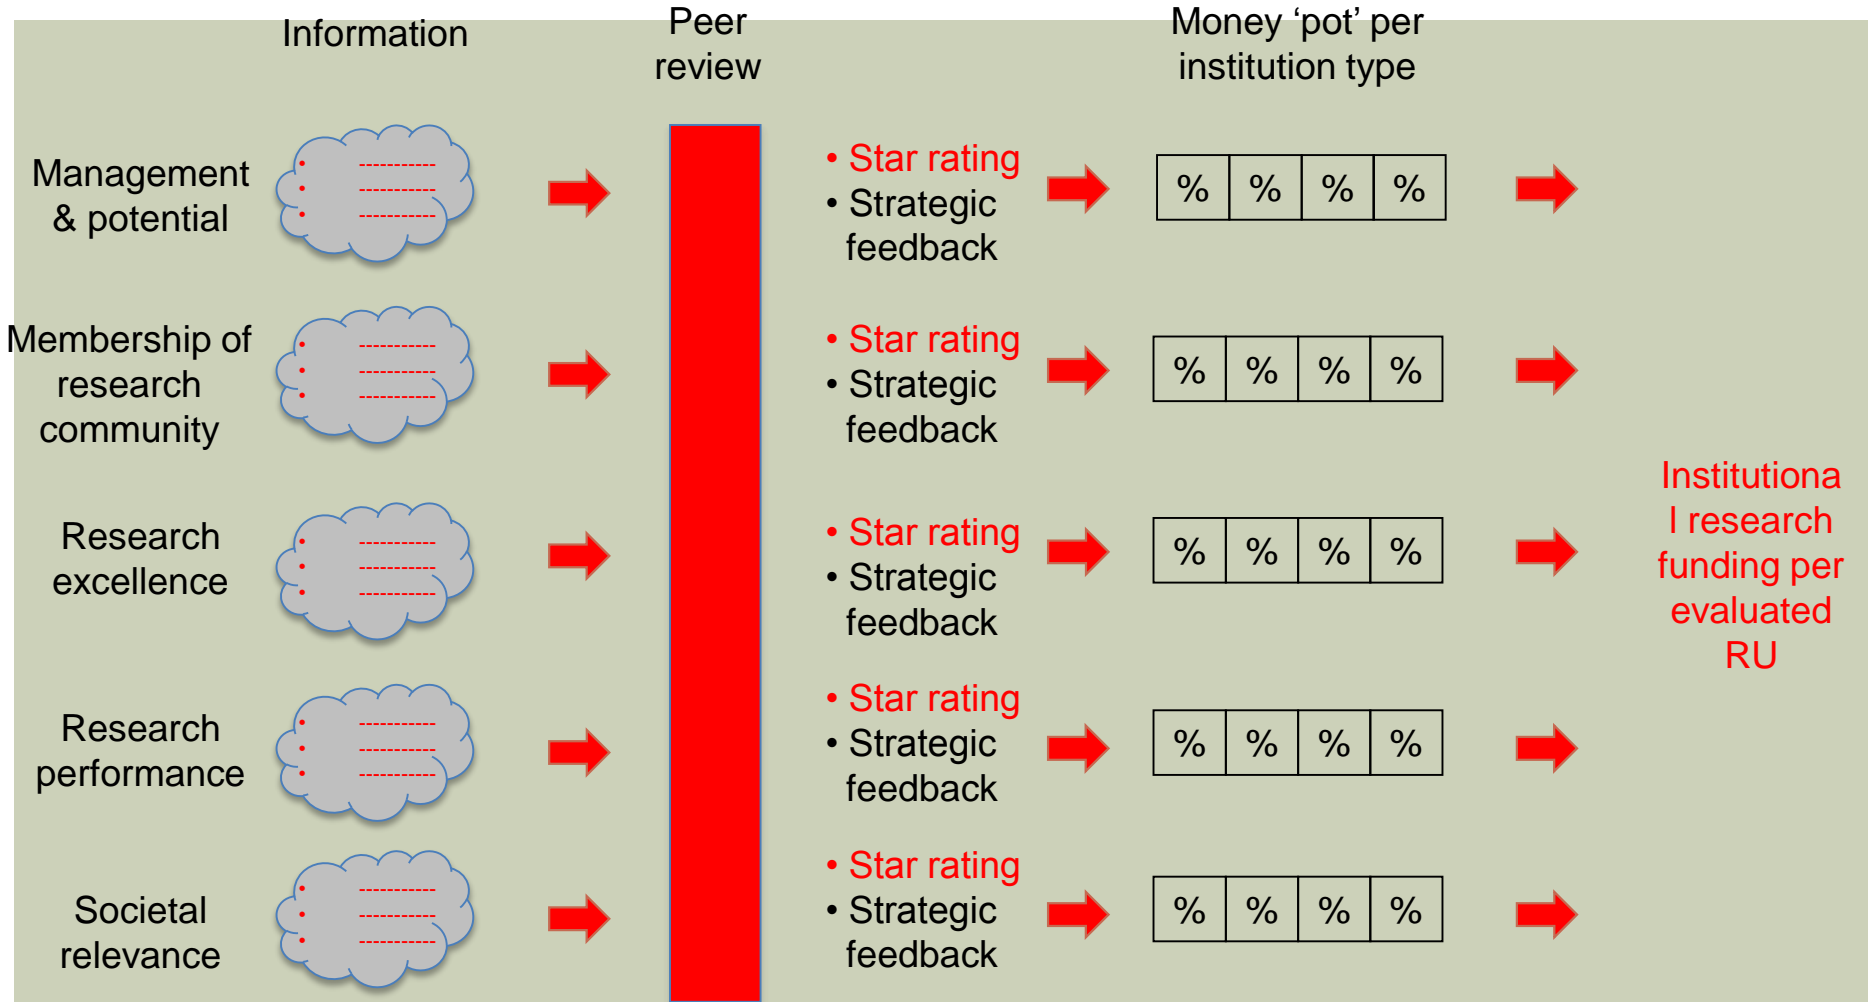 Information
Peer
review
Money ‘pot’ per
institution type
Management
& potential
• Star rating
• Strategic
feedback
% % % %
Membership of
research
community
• Star rating
• Strategic
feedback
% % % %
Research
excellence
• Star rating
• Strategic
feedback
% % % %
Research
performance
• Star rating
• Strategic
feedback
% % % %
Societal
relevance
• Star rating
• Strategic
feedback
% % % %
Institutiona
l research
funding per
evaluated
RU